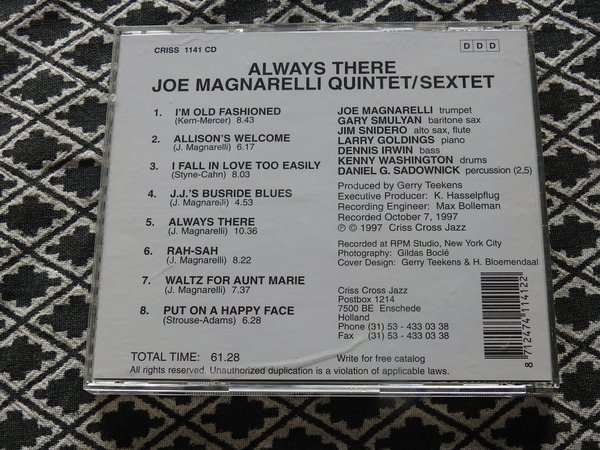 CRISS 1141 CD
D D D
ALWAYS THERE
JOE MAGNARELLI QUINTET/SEXTET
1. I'M OLD FASHIONED
(Kern-Mercer) 8.43
2. ALLISON'S WELCOME
(J. Magnarelli) 6.17
3. I FALL IN LOVE TOO EASILY
(Styne-Cahn) 8.03
4. J.J.'S BUSRIDE BLUES
(J. Magnarelli) 4.53
5. ALWAYS THERE
(J. Magnarelli) 10.36
6. RAH-SAH
(J. Magnarelli) 8.22
7. WALTZ FOR AUNT MARIE
(J. Magnarelli) 7.37
8. PUT ON A HAPPY FACE
(Strouse-Adams) 6.28
TOTAL TIME: 61.28
JOE MAGNARELLI trumpet
GARY SMULYAN baritone sax
JIM SNIDERO alto sax, flute
LARRY GOLDINGS piano
DENNIS IRWIN bass
KENNY WASHINGTON drums
DANIEL G. SADOWNICK percussion (2,5)
Produced by Gerry Teekens
Executive Producer: K. Hasselpflug
Recording Engineer: Max Bolleman
Recorded October 7, 1997
Ⓟ © 1997 Criss Cross Jazz
Recorded at RPM Studio, New York City
Photography: Gildas Boclé
Cover Design: Gerry Teekens & H. Bloemendaal
Criss Cross Jazz
Postbox 1214
7500 BE Enschede
Holland
Phone (31) 53 - 433 03 38
Fax (31) 53 - 433 03 38
Write for free catalog
8 712474 114122
All rights reserved. Unauthorized duplication is a violation of applicable laws.